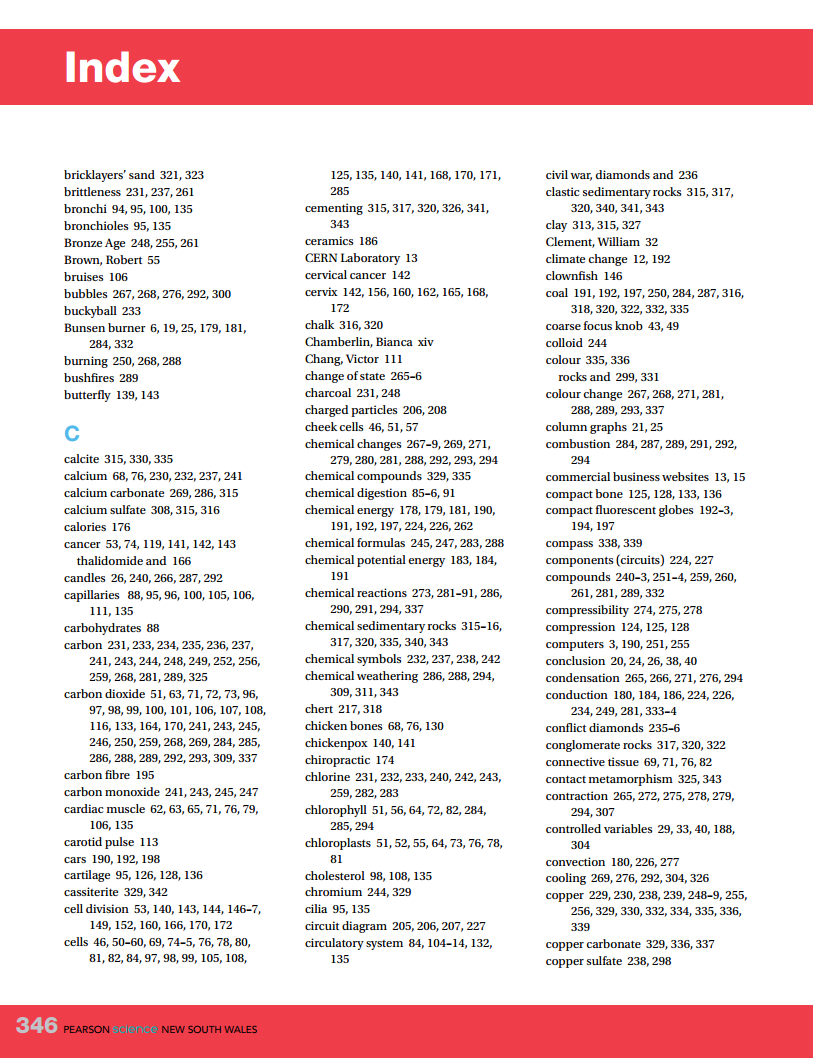 Index
bricklayers’ sand 321, 323
brittleness 231, 237, 261
bronchi 94, 95, 100, 135
bronchioles 95, 135
Bronze Age 248, 255, 261
Brown, Robert 55
bruises 106
bubbles 267, 268, 276, 292, 300
buckyball 233
Bunsen burner 6, 19, 25, 179, 181,
284, 332
burning 250, 268, 288
bushfires 289
butterfly 139, 143
C
calcite 315, 330, 335
calcium 68, 76, 230, 232, 237, 241
calcium carbonate 269, 286, 315
calcium sulfate 308, 315, 316
calories 176
cancer 53, 74, 119, 141, 142, 143
thalidomide and 166
candles 26, 240, 266, 287, 292
capillaries 88, 95, 96, 100, 105, 106,
111, 135
carbohydrates 88
carbon 231, 233, 234, 235, 236, 237,
241, 243, 244, 248, 249, 252, 256,
259, 268, 281, 289, 325
carbon dioxide 51, 63, 71, 72, 73, 96,
97, 98, 99, 100, 101, 106, 107, 108,
116, 133, 164, 170, 241, 243, 245,
246, 250, 259, 268, 269, 284, 285,
286, 288, 289, 292, 293, 309, 337
carbon fibre 195
carbon monoxide 241, 243, 245, 247
cardiac muscle 62, 63, 65, 71, 76, 79,
106, 135
carotid pulse 113
cars 190, 192, 198
cartilage 95, 126, 128, 136
cassiterite 329, 342
cell division 53, 140, 143, 144, 146–7,
149, 152, 160, 166, 170, 172
cells 46, 50–60, 69, 74–5, 76, 78, 80,
81, 82, 84, 97, 98, 99, 105, 108,
125, 135, 140, 141, 168, 170, 171,
285
cementing 315, 317, 320, 326, 341,
343
ceramics 186
CERN Laboratory 13
cervical cancer 142
cervix 142, 156, 160, 162, 165, 168,
172
chalk 316, 320
Chamberlin, Bianca xiv
Chang, Victor 111
change of state 265–6
charcoal 231, 248
charged particles 206, 208
cheek cells 46, 51, 57
chemical changes 267–9, 269, 271,
279, 280, 281, 288, 292, 293, 294
chemical compounds 329, 335
chemical digestion 85–6, 91
chemical energy 178, 179, 181, 190,
191, 192, 197, 224, 226, 262
chemical formulas 245, 247, 283, 288
chemical potential energy 183, 184,
191
chemical reactions 273, 281–91, 286,
290, 291, 294, 337
chemical sedimentary rocks 315–16,
317, 320, 335, 340, 343
chemical symbols 232, 237, 238, 242
chemical weathering 286, 288, 294,
309, 311, 343
chert 217, 318
chicken bones 68, 76, 130
chickenpox 140, 141
chiropractic 174
chlorine 231, 232, 233, 240, 242, 243,
259, 282, 283
chlorophyll 51, 56, 64, 72, 82, 284,
285, 294
chloroplasts 51, 52, 55, 64, 73, 76, 78,
81
cholesterol 98, 108, 135
chromium 244, 329
cilia 95, 135
circuit diagram 205, 206, 207, 227
circulatory system 84, 104–14, 132,
135
civil war, diamonds and 236
clastic sedimentary rocks 315, 317,
320, 340, 341, 343
clay 313, 315, 327
Clement, William 32
climate change 12, 192
clownfish 146
coal 191, 192, 197, 250, 284, 287, 316,
318, 320, 322, 332, 335
coarse focus knob 43, 49
colloid 244
colour 335, 336
rocks and 299, 331
colour change 267, 268, 271, 281,
288, 289, 293, 337
column graphs 21, 25
combustion 284, 287, 289, 291, 292,
294
commercial business websites 13, 15
compact bone 125, 128, 133, 136
compact fluorescent globes 192–3,
194, 197
compass 338, 339
components (circuits) 224, 227
compounds 240–3, 251–4, 259, 260,
261, 281, 289, 332
compressibility 274, 275, 278
compression 124, 125, 128
computers 3, 190, 251, 255
conclusion 20, 24, 26, 38, 40
condensation 265, 266, 271, 276, 294
conduction 180, 184, 186, 224, 226,
234, 249, 281, 333–4
conflict diamonds 235–6
conglomerate rocks 317, 320, 322
connective tissue 69, 71, 76, 82
contact metamorphism 325, 343
contraction 265, 272, 275, 278, 279,
294, 307
controlled variables 29, 33, 40, 188,
304
convection 180, 226, 277
cooling 269, 276, 292, 304, 326
copper 229, 230, 238, 239, 248–9, 255,
256, 329, 330, 332, 334, 335, 336,
339
copper carbonate 329, 336, 337
copper sulfate 238, 298
346 PEARSON science NEW SOUTH WALES